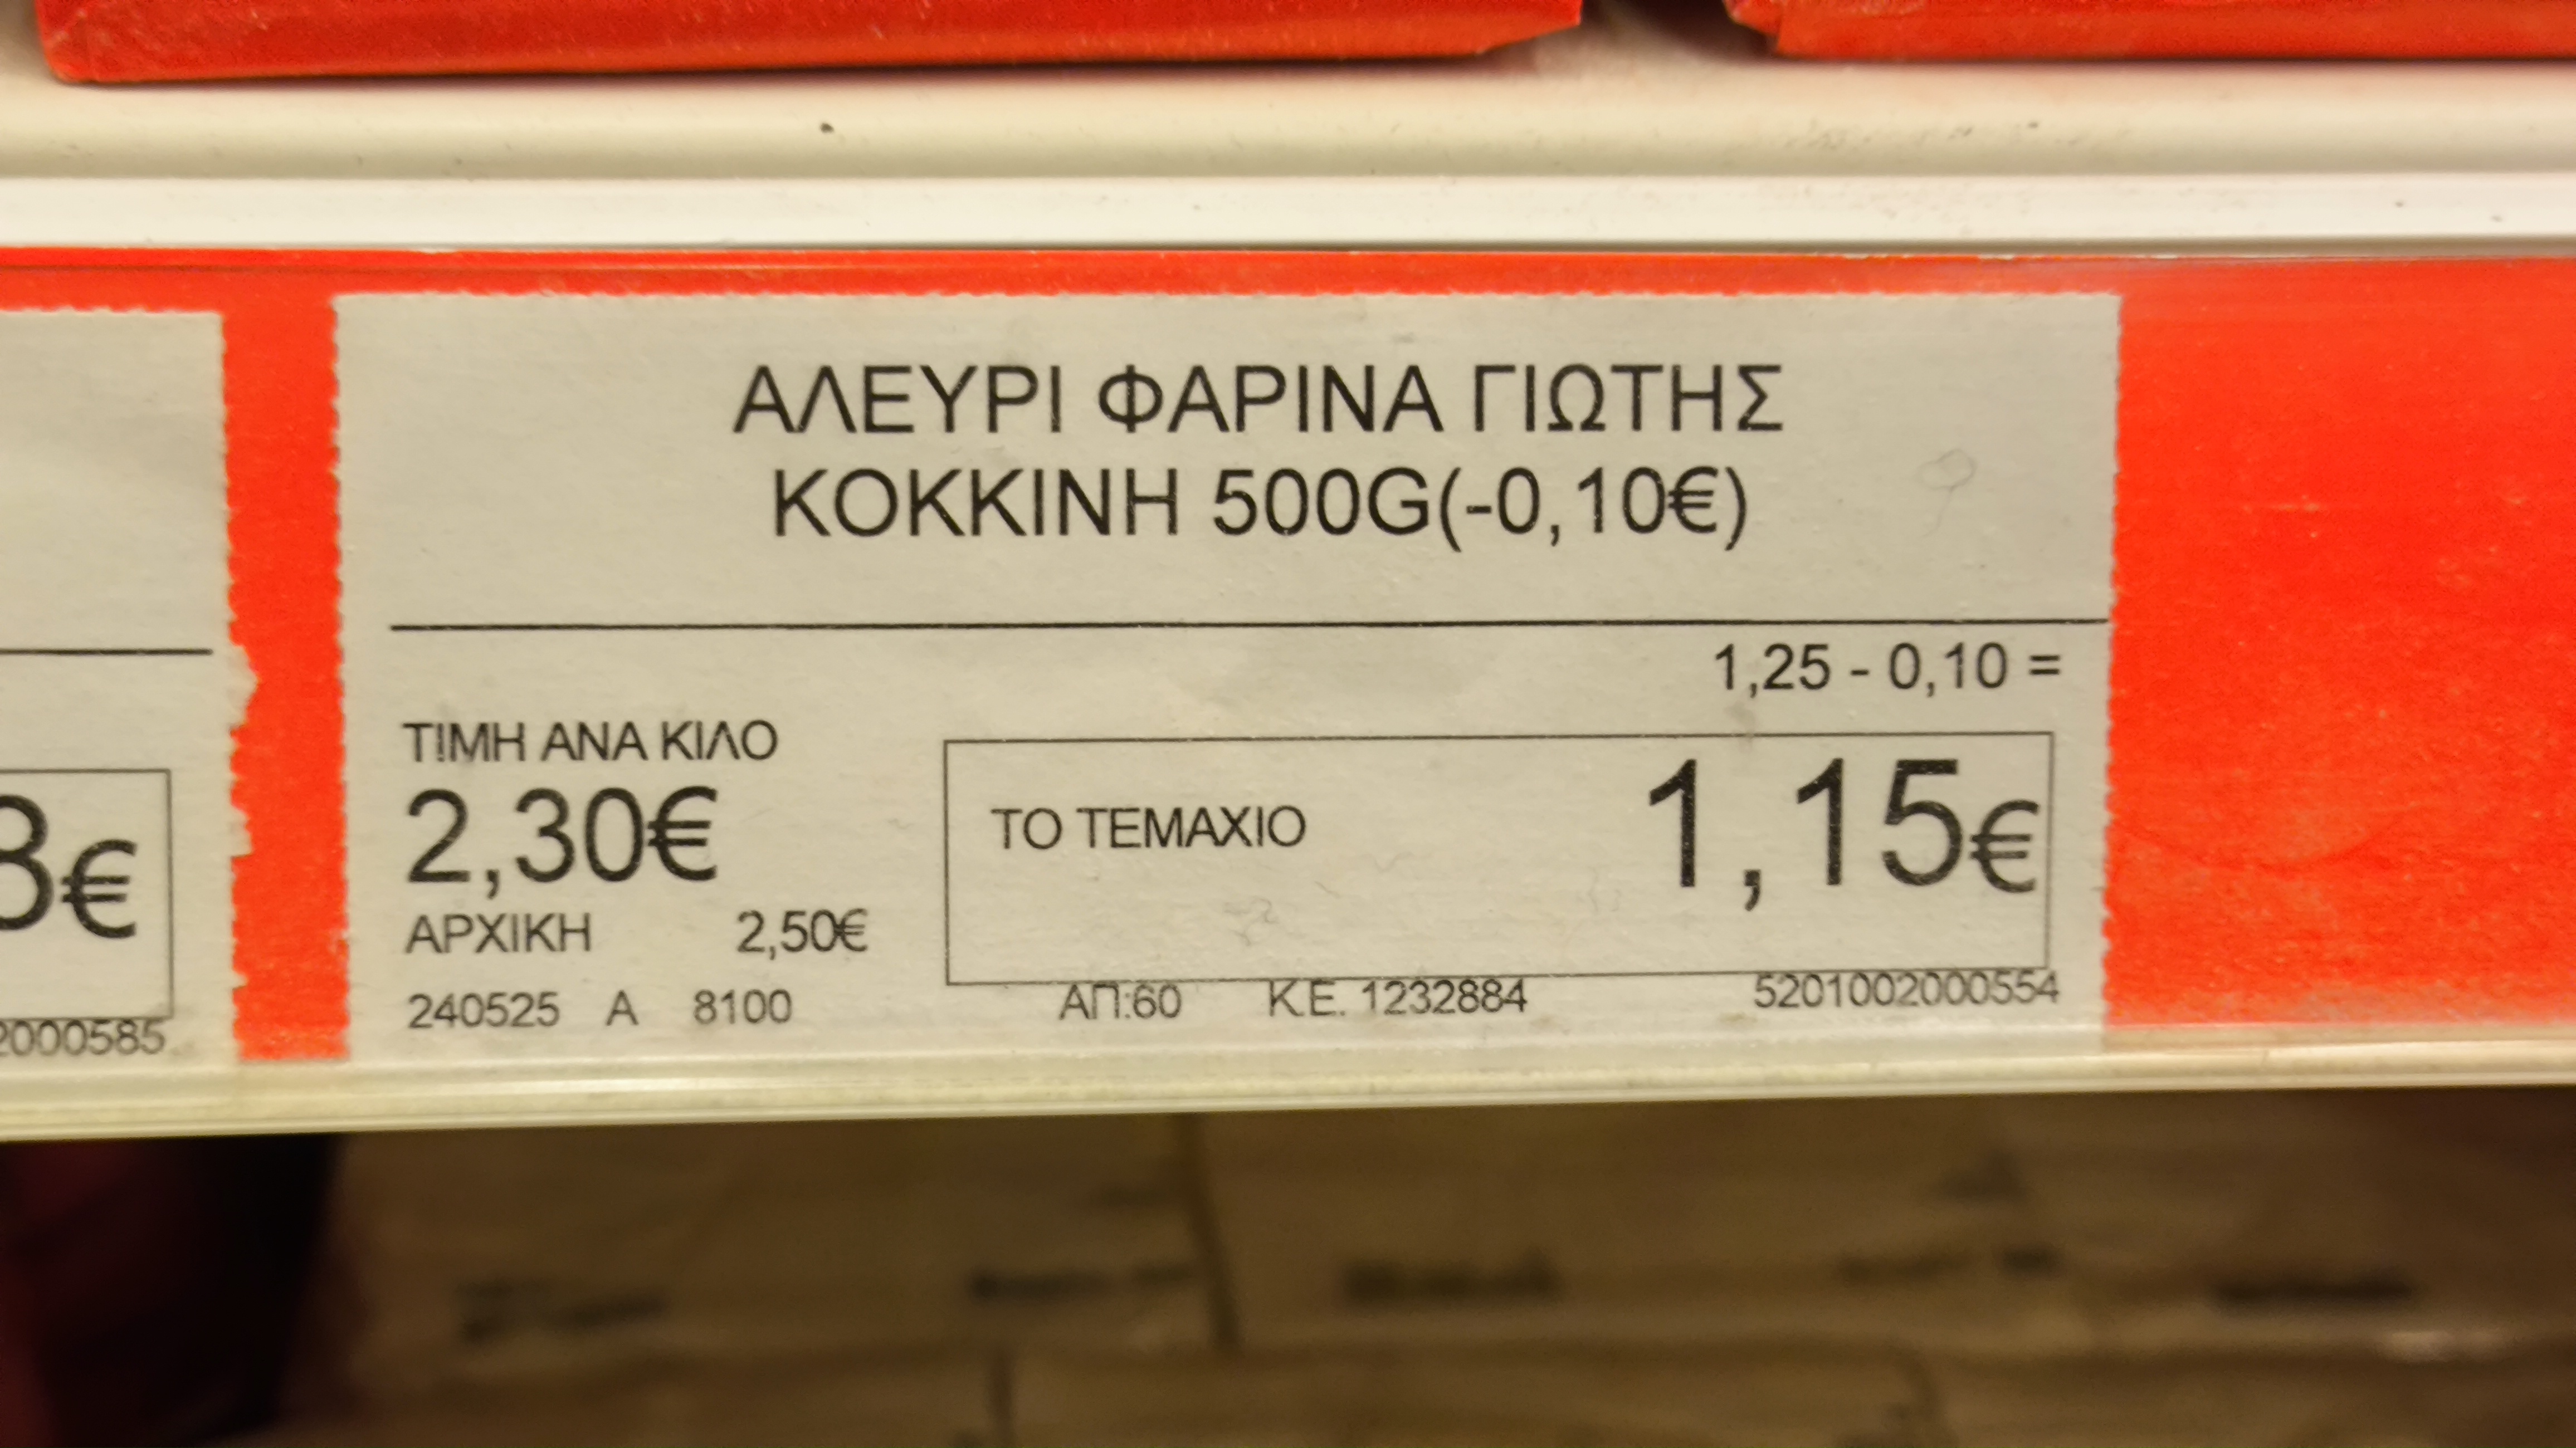 ΑΛΕΥΡΙ ΦΑΡΙΝΑ ΓΙΩΤΗΣ
ΚΟΚΚΙΝΗ 500G(-0,10€)
1,25 - 0,10 =
ΤΙΜΗ ΑΝΑ ΚΙΛΟ
2,30€
ΤΟ ΤΕΜΑΧΙΟ 1,15€
ΑΡΧΙΚΗ 2,50€
240525 Α 8100 ΑΠ:60 Κ.Ε. 1232884 5201002000554
3€
2000585